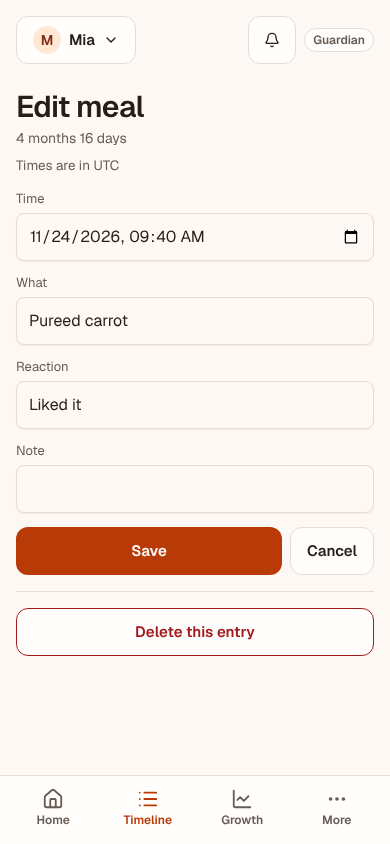 M Mia
Guardian
Edit meal
4 months 16 days
Times are in UTC
Time
11/24/2026, 09:40 AM
What
Pureed carrot
Reaction
Liked it
Note
Save Cancel
Delete this entry
Home Timeline Growth More